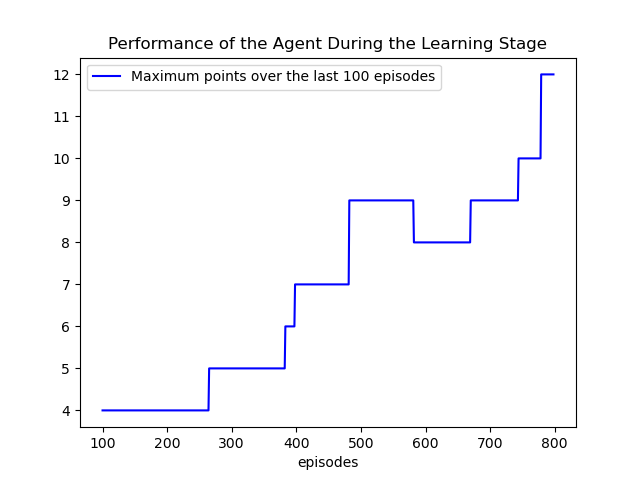 Performance of the Agent During the Learning Stage
Maximum points over the last 100 episodes
12
11
10
9
8
7
6
5
4
100 200 300 400 500 600 700 800
episodes